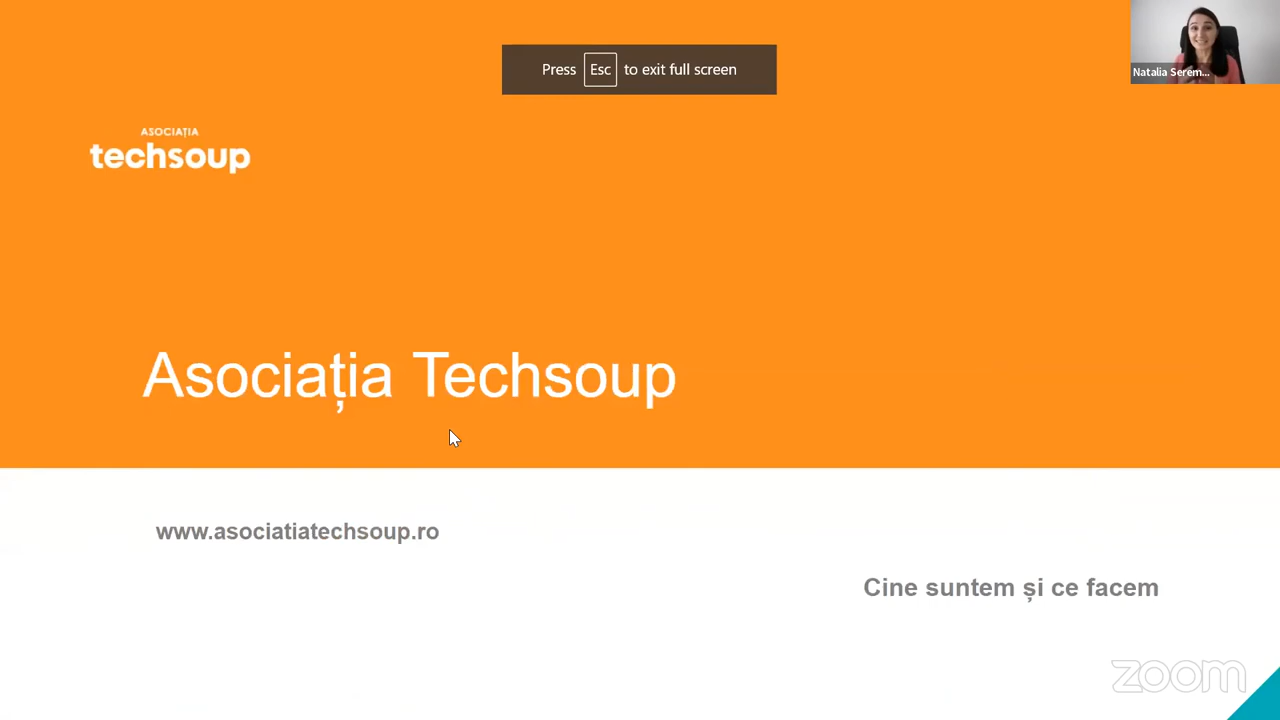 Press Esc to exit full screen
Natalia Serem...
ASOCIAȚIA
techsoup
Asociația Techsoup
www.asociatiatechsoup.ro
Cine suntem și ce facem
zoom